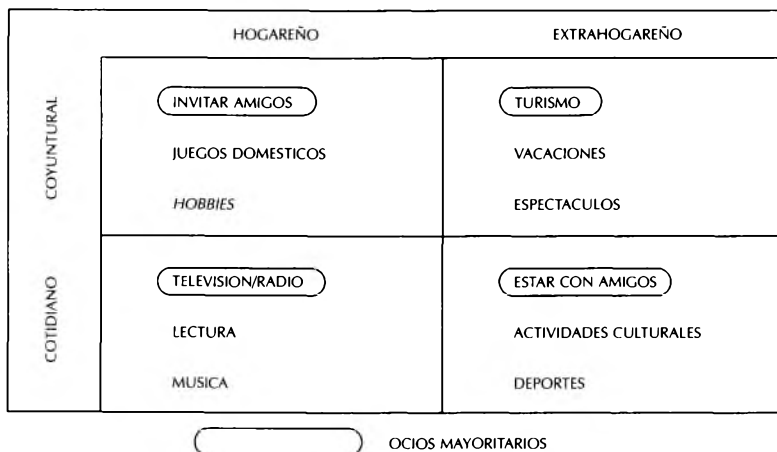 HOGAREÑO EXTRAHOGAREÑO
COYUNTURAL
INVITAR AMIGOS TURISMO
JUEGOS DOMESTICOS VACACIONES
HOBBIES ESPECTACULOS
COTIDIANO
TELEVISION/RADIO ESTAR CON AMIGOS
LECTURA ACTIVIDADES CULTURALES
MUSICA DEPORTES
OCIOS MAYORITARIOS